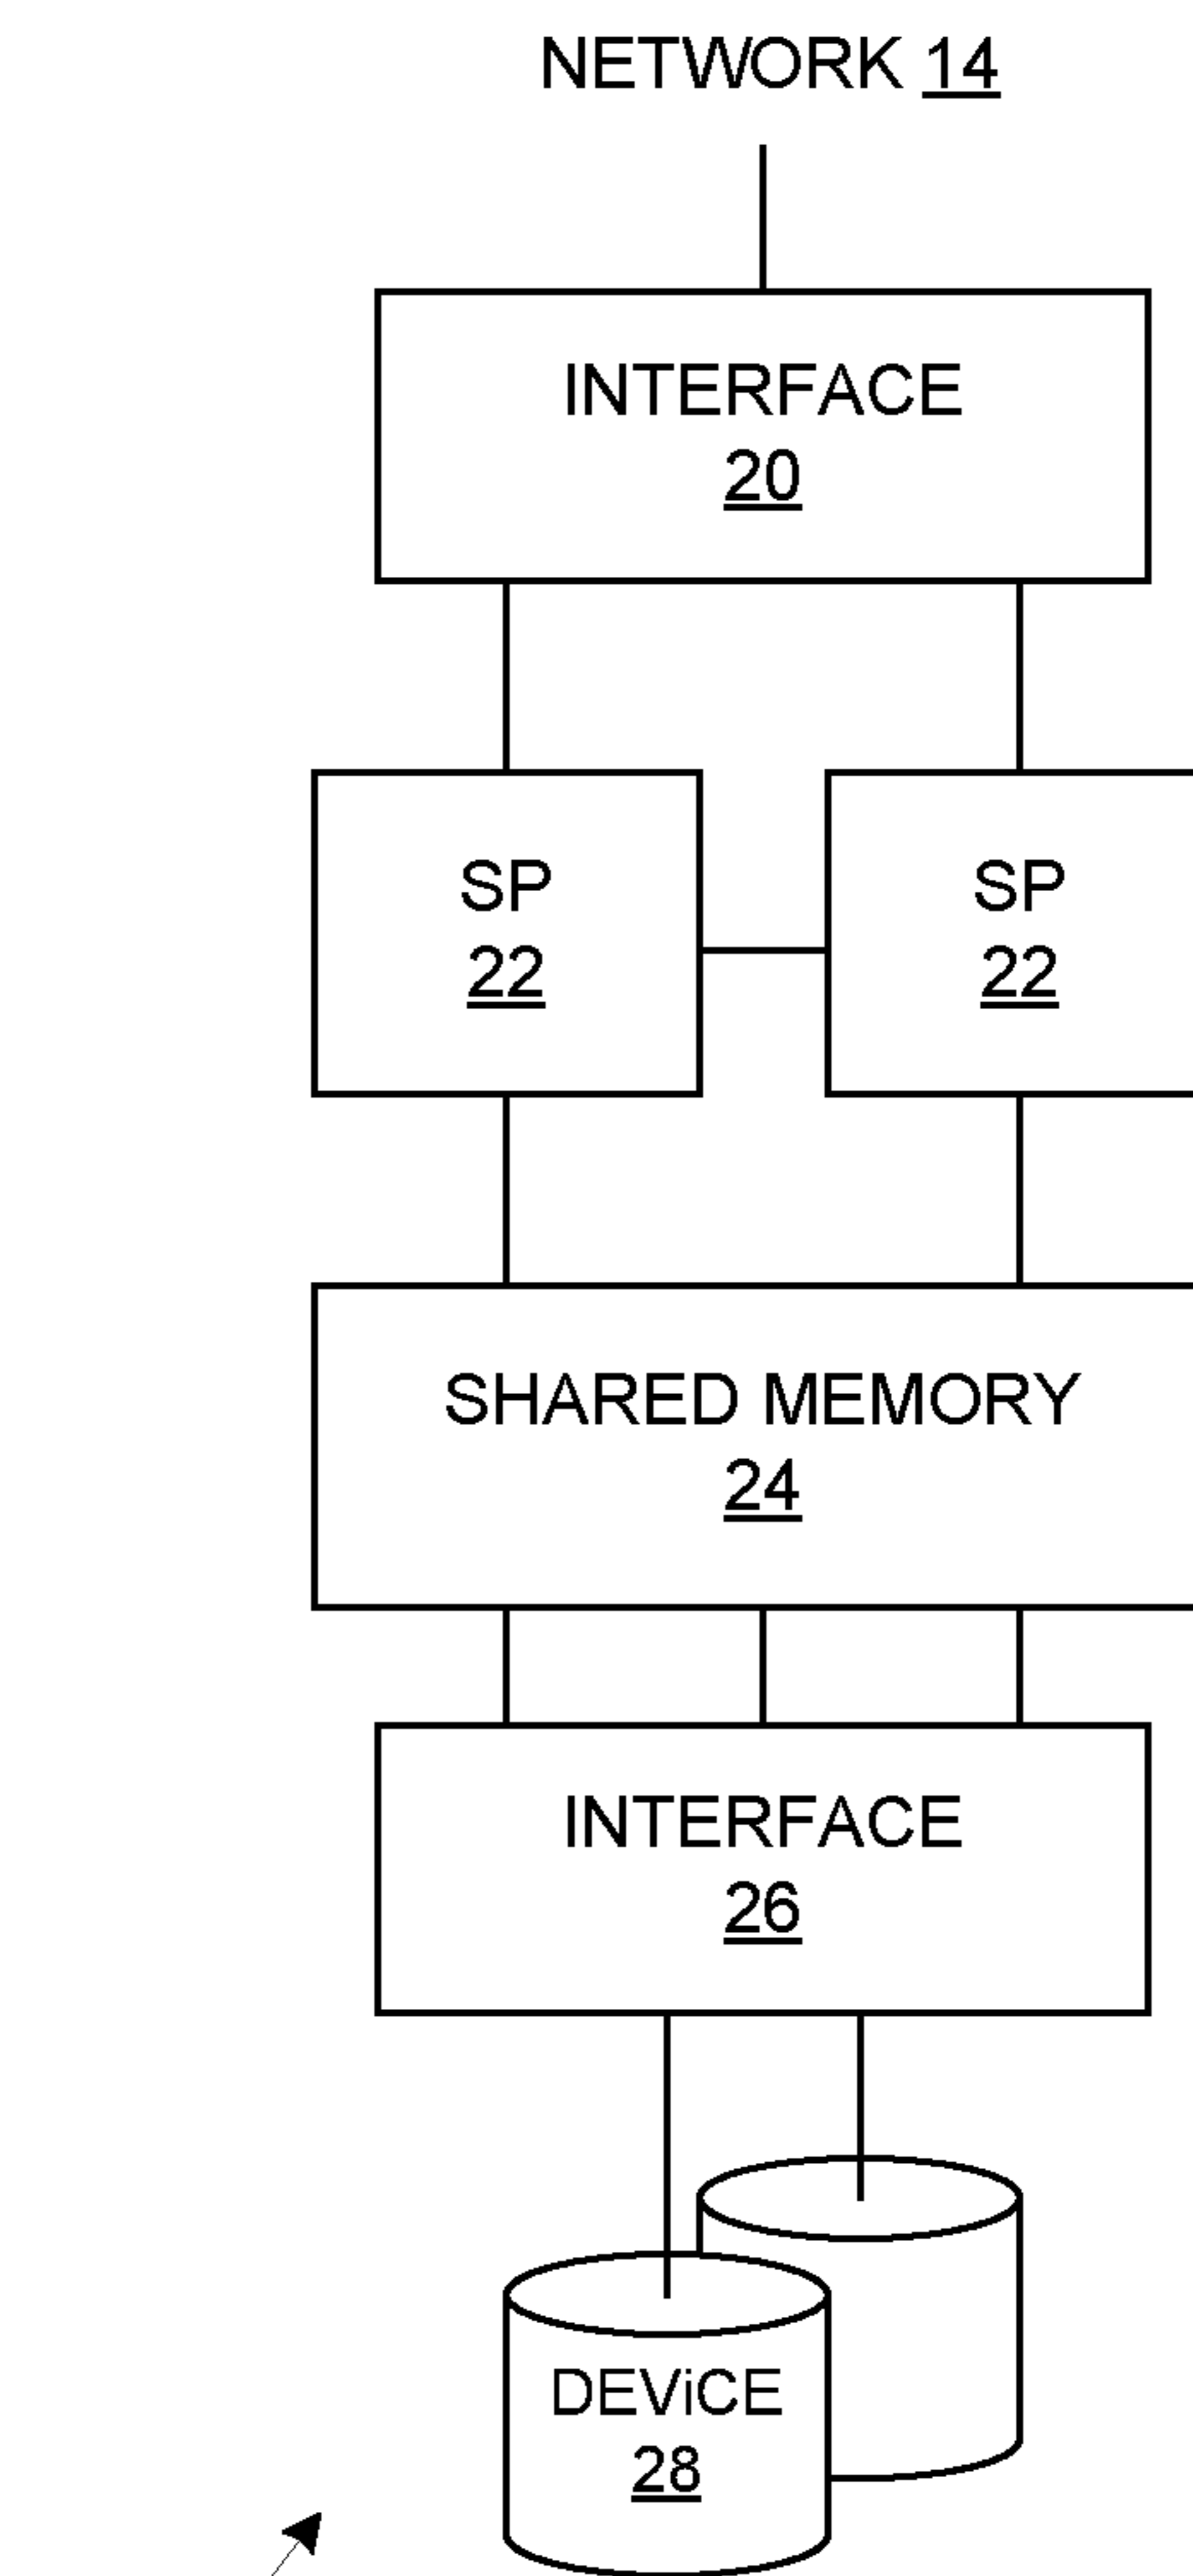 NETWORK 14
INTERFACE
20
SP
22
SP
22
SHARED MEMORY
24
INTERFACE
26
DEViCE
28